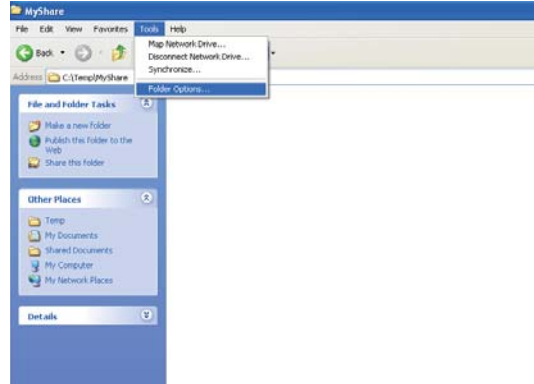 MyShare
File Edit View Favorites Tools Help
Back
Map Network Drive...
Disconnect Network Drive...
Synchronize...
Folder Options...
Address C:\Temp\MyShare
File and Folder Tasks
Make a new folder
Publish this folder to the
Web
Share this folder
Other Places
Temp
My Documents
Shared Documents
My Computer
My Network Places
Details